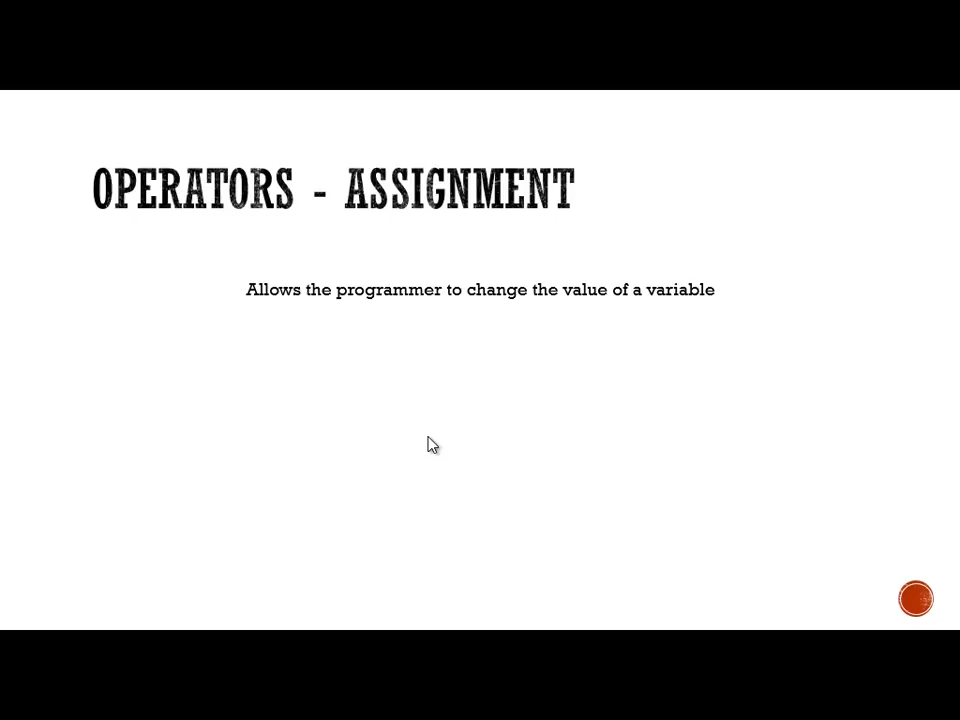 OPERATORS - ASSIGNMENT
Allows the programmer to change the value of a variable